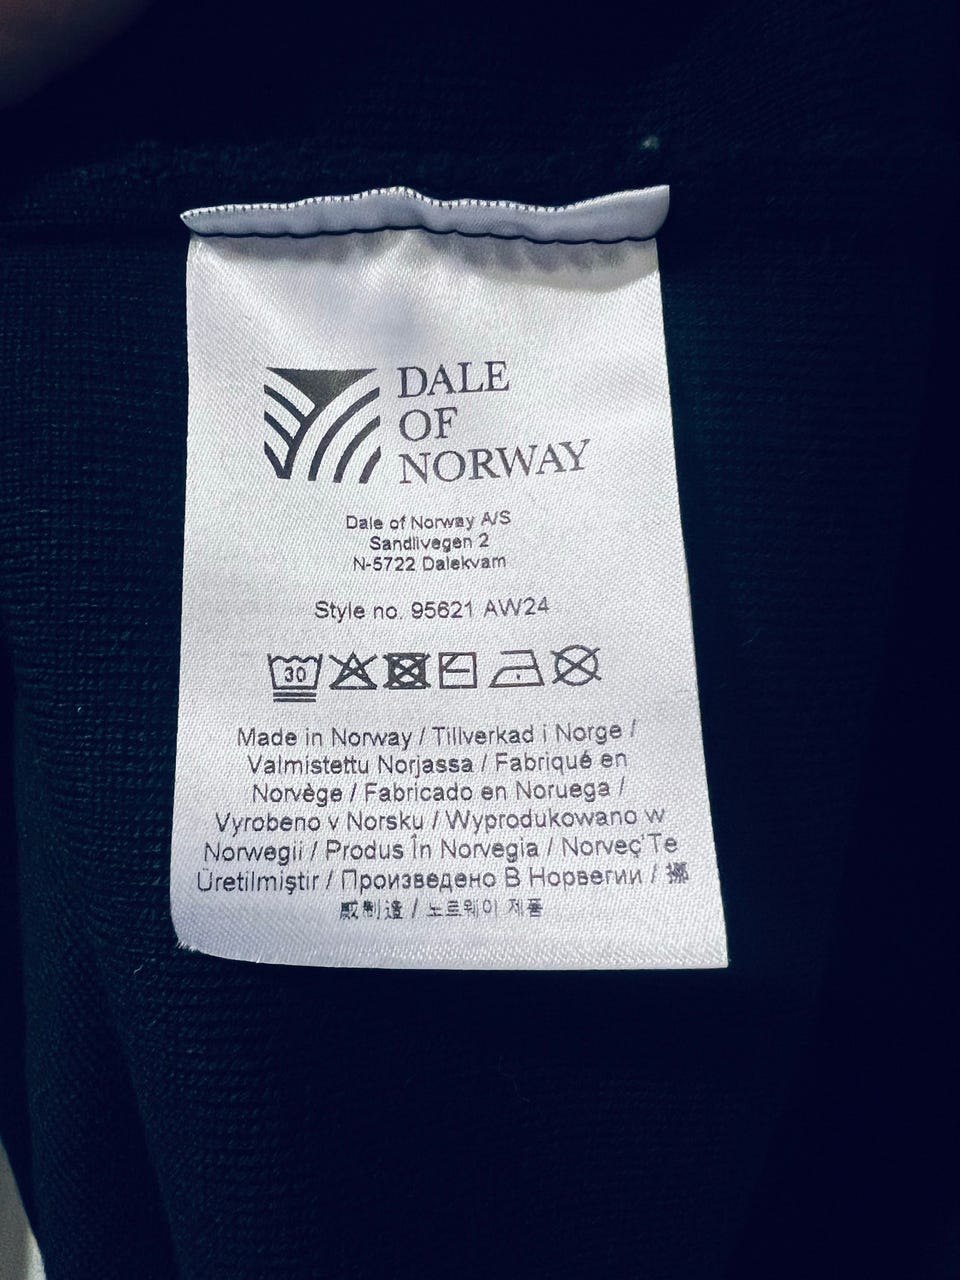 DALE
OF
NORWAY
Dale of Norway A/S
Sandlivegen 2
N-5722 Dalekvam
Style no. 95621 AW24
30
Made in Norway / Tillverkad i Norge /
Valmistettu Norjassa / Fabriqué en
Norvège / Fabricado en Noruega /
Vyrobeno v Norsku / Wyprodukowano w
Norwegii / Produs În Norvegia / Norveç'Te
Üretilmiştir / Произведено В Норвегии / 挪
威制造 / 노르웨이 제품